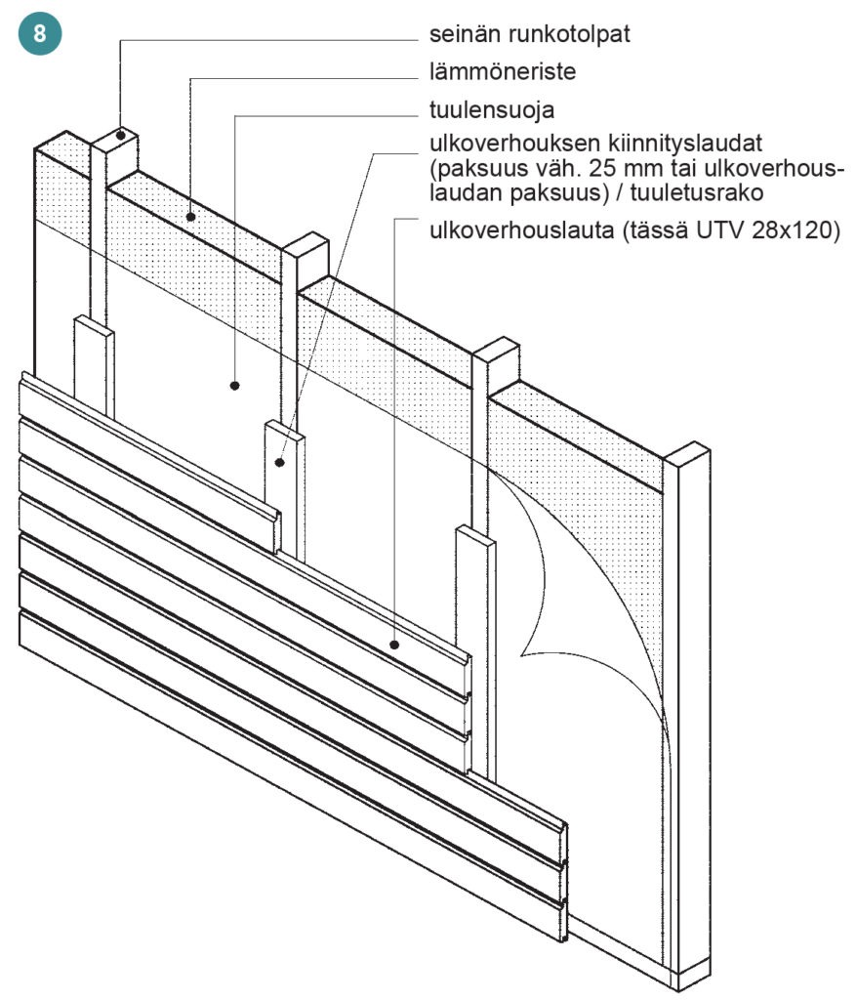 8
seinän runkotolpat
lämmöneriste
tuulensuoja
ulkoverhouksen kiinnityslaudat
(paksuus väh. 25 mm tai ulkoverhous-
laudan paksuus) / tuuletusrako
ulkoverhouslauta (tässä UTV 28x120)